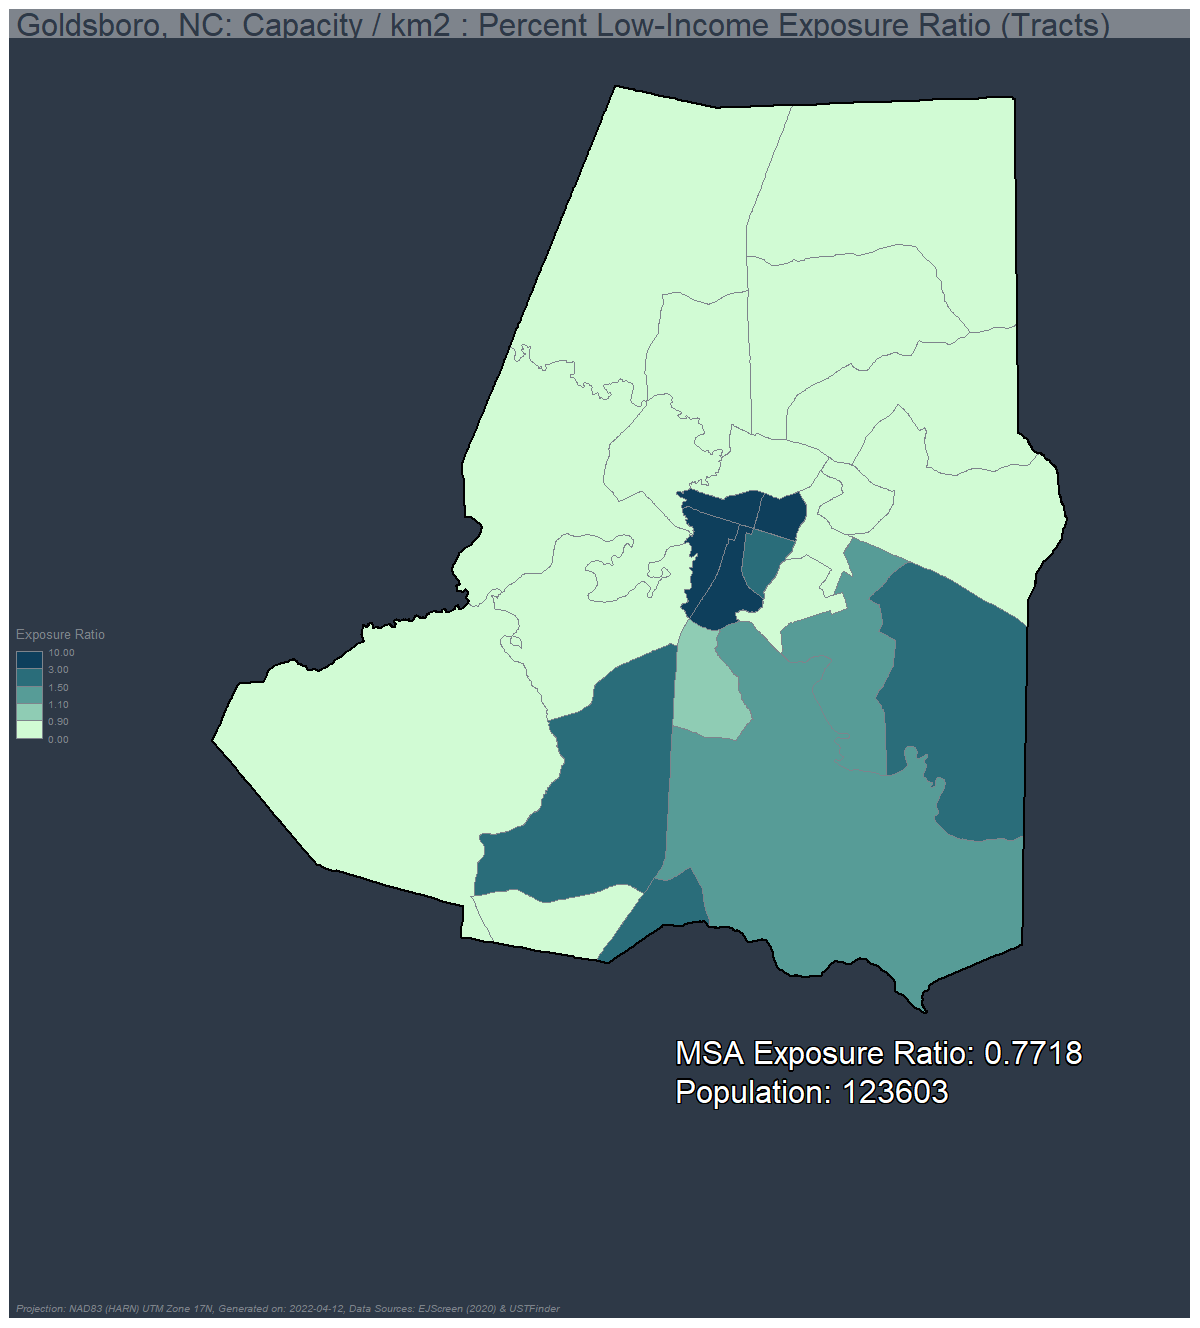 Goldsboro, NC: Capacity / km2 : Percent Low-Income Exposure Ratio (Tracts)
Exposure Ratio
10.00
3.00
1.50
1.10
0.90
0.00
MSA Exposure Ratio: 0.7718
Population: 123603
Projection: NAD83 (HARN) UTM Zone 17N, Generated on: 2022-04-12, Data Sources: EJScreen (2020) & USTFinder